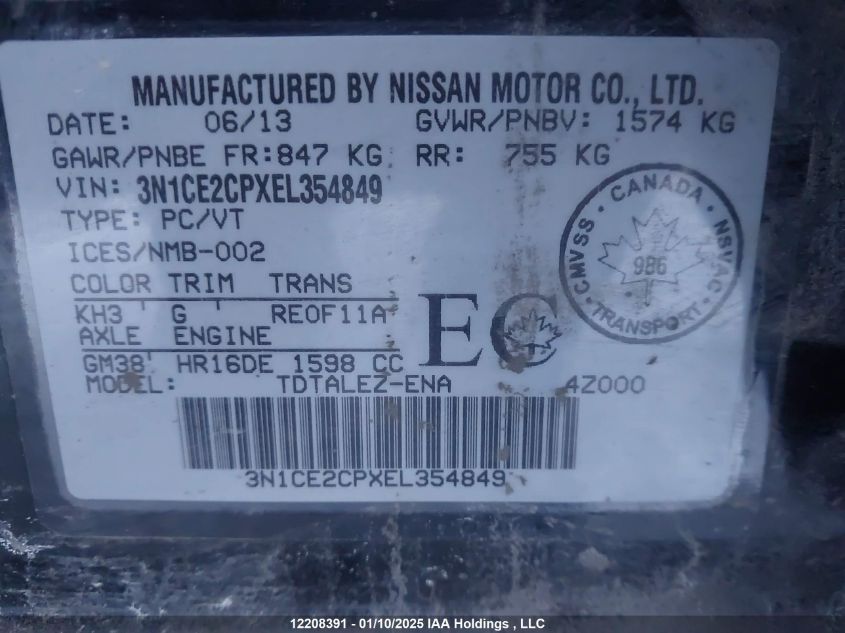 MANUFACTURED BY NISSAN MOTOR CO., LTD.
DATE: 06/13 GVWR/PNBV: 1574 KG
GAWR/PNBE FR:847 KG RR: 755 KG
VIN: 3N1CE2CPXEL354849
TYPE: PC/VT
ICES/NMB-002
COLOR TRIM TRANS
KH3 ' G ' RE0F11A
AXLE ENGINE
GM38' HR16DE 1598 CC
MODEL: TDTALEZ-ENA 4Z000
EC
CMVSS · CANADA · NSVAC · TRANSPORT ·
986
3N1CE2CPXEL354849
12208391 - 01/10/2025 IAA Holdings , LLC